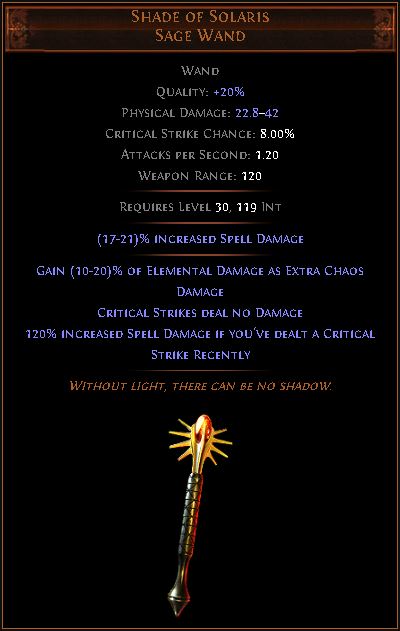 Shade of Solaris
Sage Wand
Wand
Quality: +20%
Physical Damage: 22.8–42
Critical Strike Chance: 8.00%
Attacks per Second: 1.20
Weapon Range: 120
Requires Level 30, 119 Int
(17-21)% increased Spell Damage
Gain (10-20)% of Elemental Damage as Extra Chaos
Damage
Critical Strikes deal no Damage
120% increased Spell Damage if you've dealt a Critical
Strike Recently
Without light, there can be no shadow.